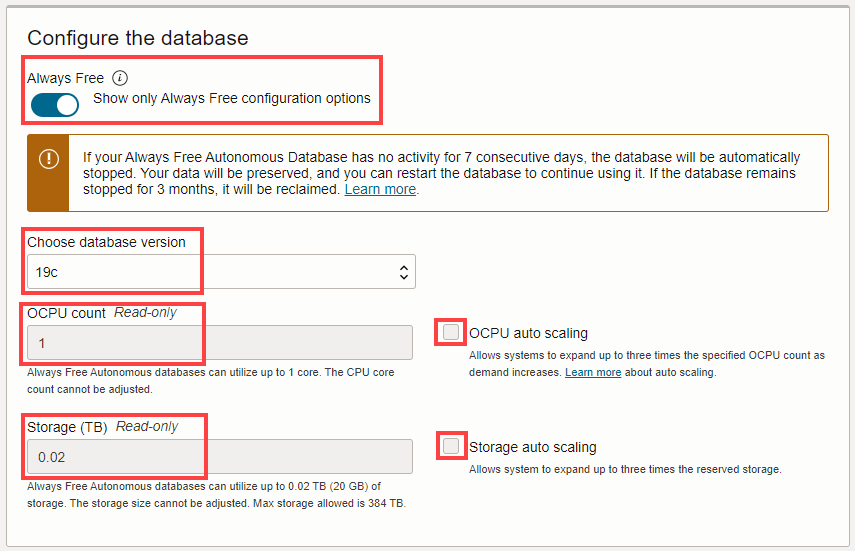 Configure the database
Always Free
Show only Always Free configuration options
If your Always Free Autonomous Database has no activity for 7 consecutive days, the database will be automatically
stopped. Your data will be preserved, and you can restart the database to continue using it. If the database remains
stopped for 3 months, it will be reclaimed. Learn more.
Choose database version
19c
OCPU count Read-only
1
Always Free Autonomous databases can utilize up to 1 core. The CPU core
count cannot be adjusted.
OCPU auto scaling
Allows systems to expand up to three times the specified OCPU count as
demand increases. Learn more about auto scaling.
Storage (TB) Read-only
0.02
Always Free Autonomous databases can utilize up to 0.02 TB (20 GB) of
storage. The storage size cannot be adjusted. Max storage allowed is 384 TB.
Storage auto scaling
Allows system to expand up to three times the reserved storage.